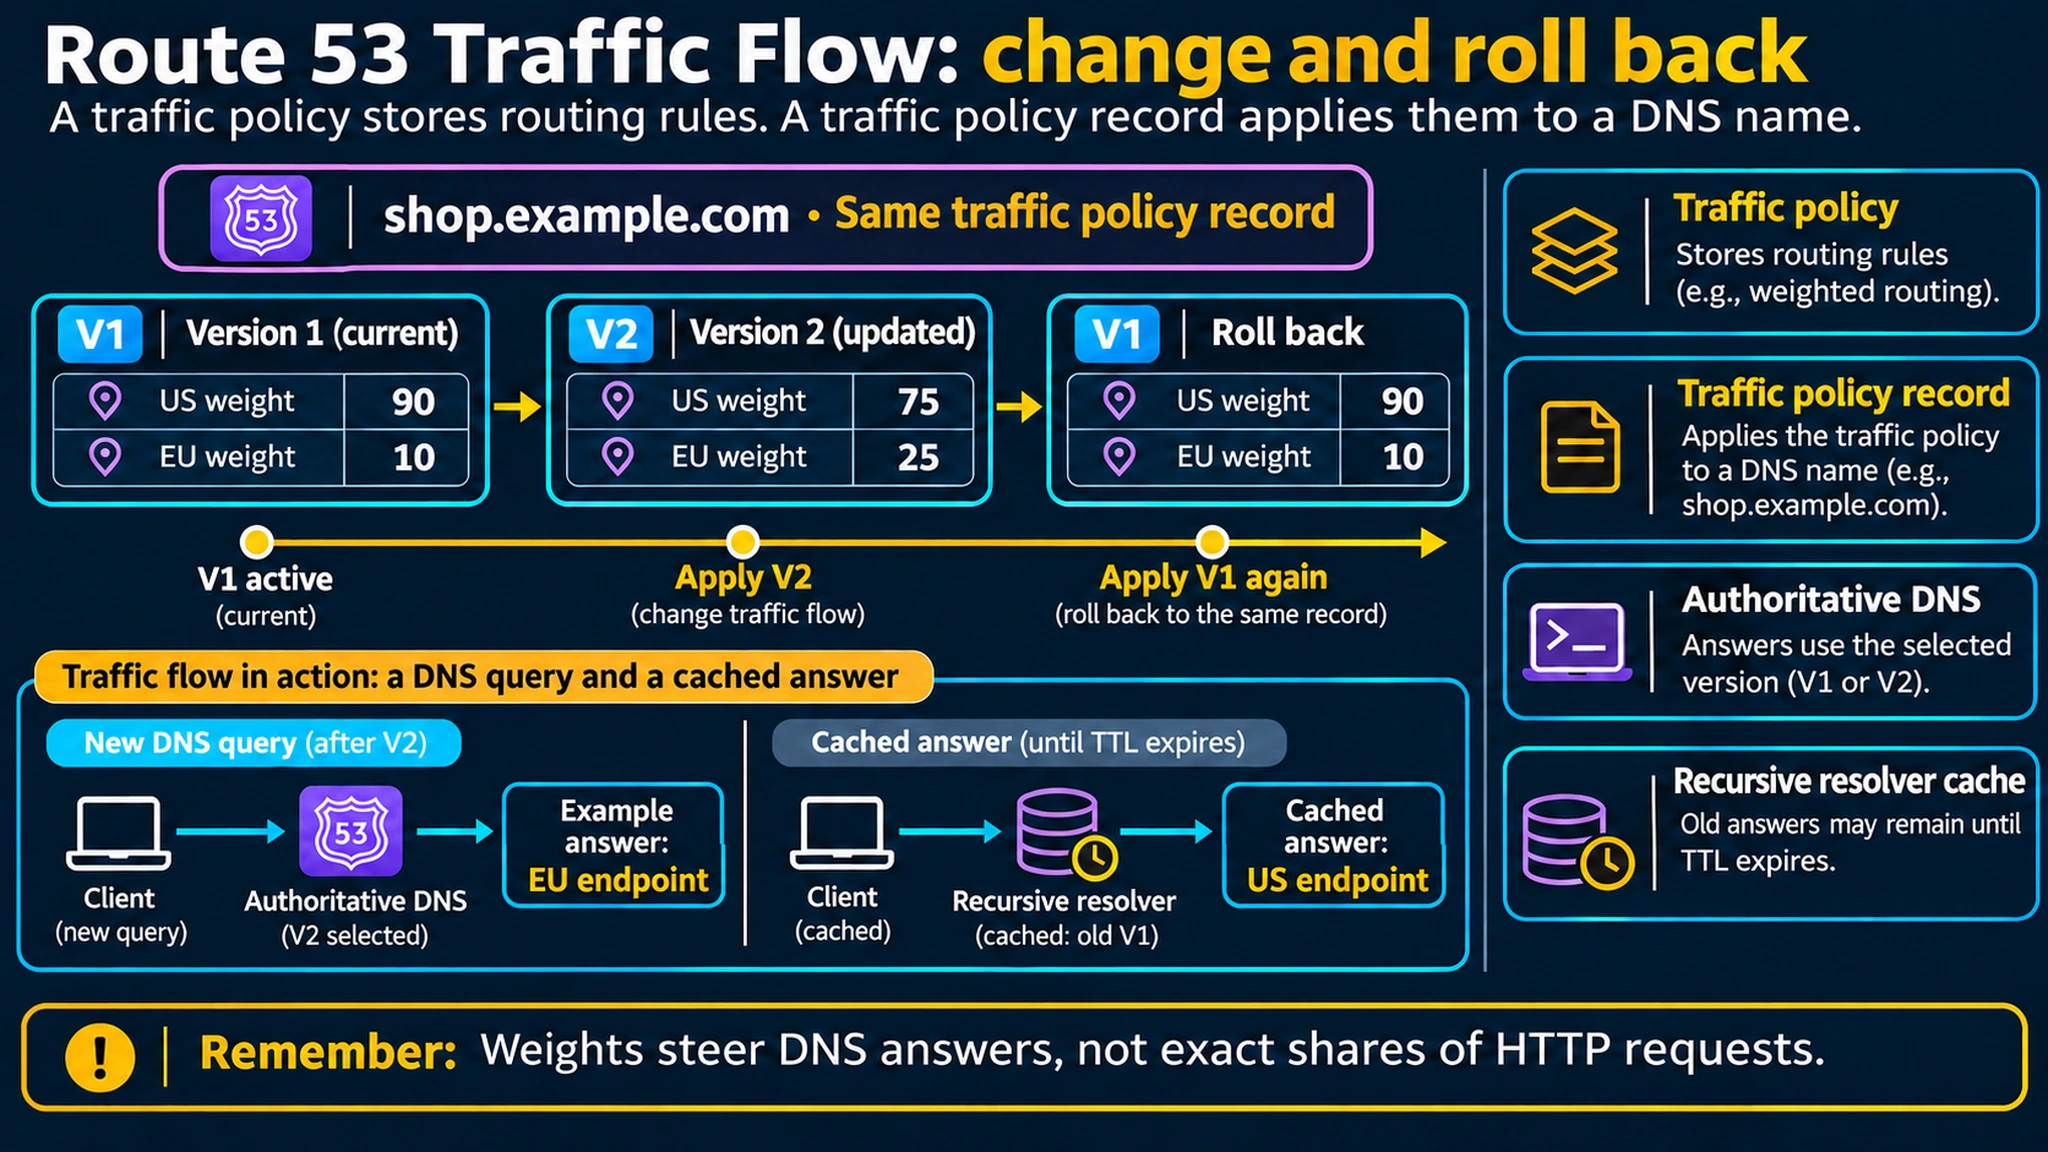 Route 53 Traffic Flow: change and roll back
A traffic policy stores routing rules. A traffic policy record applies them to a DNS name.
53
shop.example.com • Same traffic policy record
V1
Version 1 (current)
US weight 90
EU weight 10
V2
Version 2 (updated)
US weight 75
EU weight 25
V1
Roll back
US weight 90
EU weight 10
V1 active
(current)
Apply V2
(change traffic flow)
Apply V1 again
(roll back to the same record)
Traffic flow in action: a DNS query and a cached answer
New DNS query (after V2)
Client
(new query)
53
Authoritative DNS
(V2 selected)
Example
answer:
EU endpoint
Cached answer (until TTL expires)
Client
(cached)
Recursive resolver
(cached: old V1)
Cached
answer:
US endpoint
Traffic policy
Stores routing rules
(e.g., weighted routing).
Traffic policy record
Applies the traffic policy
to a DNS name (e.g.,
shop.example.com).
Authoritative DNS
Answers use the selected
version (V1 or V2).
Recursive resolver cache
Old answers may remain until
TTL expires.
! Remember: Weights steer DNS answers, not exact shares of HTTP requests.